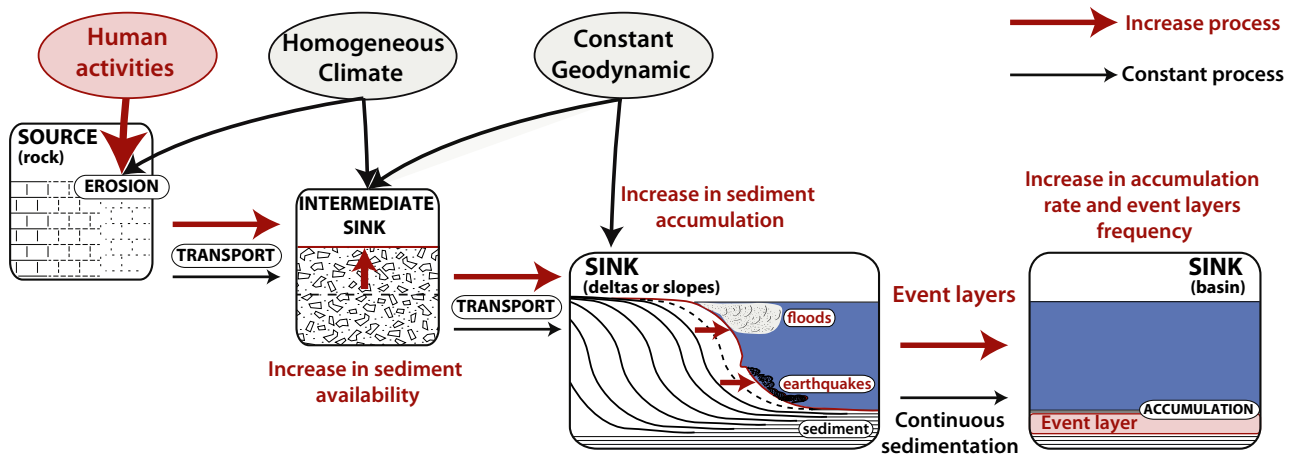 Human
activities
Homogeneous
Climate
Constant
Geodynamic
Increase process
Constant process
SOURCE
(rock)
EROSION
TRANSPORT
INTERMEDIATE
SINK
Increase in sediment
availability
TRANSPORT
Increase in sediment
accumulation
SINK
(deltas or slopes)
floods
earthquakes
sediment
Event layers
Continuous
sedimentation
Increase in accumulation
rate and event layers
frequency
SINK
(basin)
ACCUMULATION
Event layer